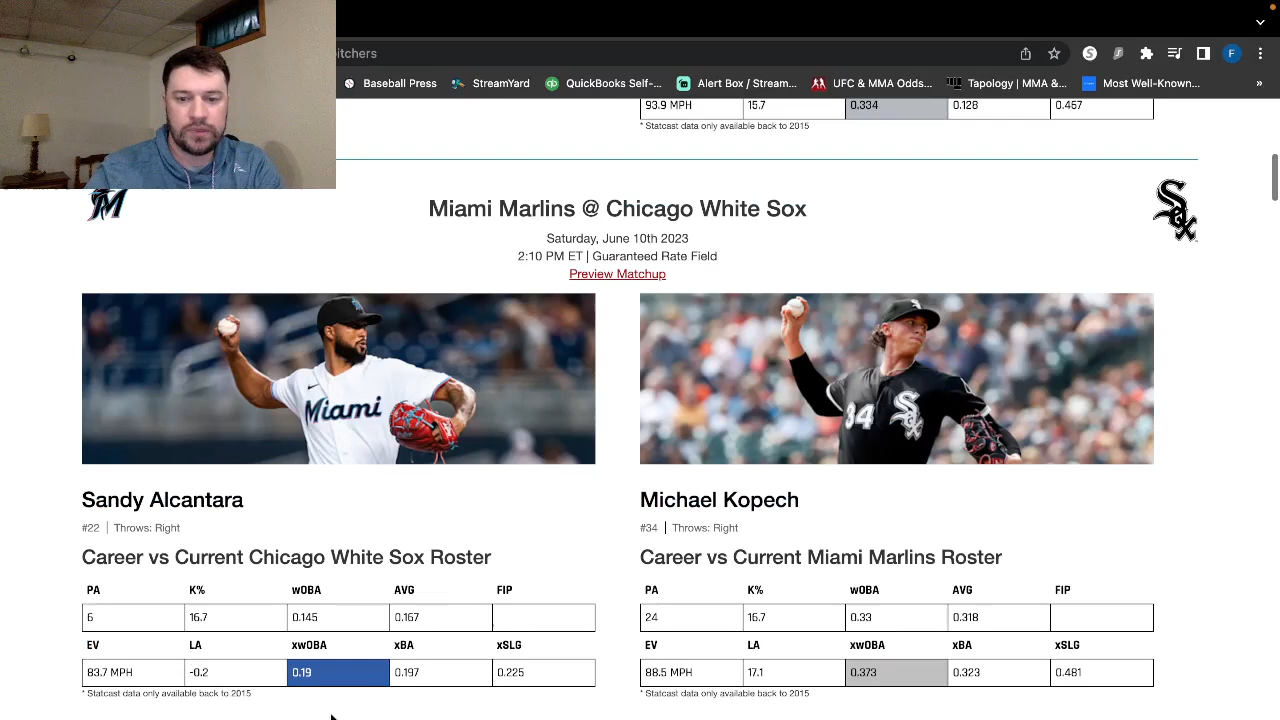 itchers
F
Baseball Press
StreamYard
QuickBooks Self-...
Alert Box / Stream...
UFC & MMA Odds...
Tapology | MMA &...
Most Well-Known...
»
93.9 MPH 15.7 0.334 0.128 0.457
* Statcast data only available back to 2015
M
Miami Marlins @ Chicago White Sox
Sox
Saturday, June 10th 2023
2:10 PM ET | Guaranteed Rate Field
Preview Matchup
Miami
34 Sox
Sandy Alcantara
#22 | Throws: Right
Career vs Current Chicago White Sox Roster
PA K% wOBA AVG FIP
6 16.7 0.145 0.167
EV LA xwOBA xBA xSLG
83.7 MPH -0.2 0.19 0.197 0.225
* Statcast data only available back to 2015
Michael Kopech
#34 | Throws: Right
Career vs Current Miami Marlins Roster
PA K% wOBA AVG FIP
24 16.7 0.33 0.318
EV LA xwOBA xBA xSLG
88.5 MPH 17.1 0.373 0.323 0.481
* Statcast data only available back to 2015